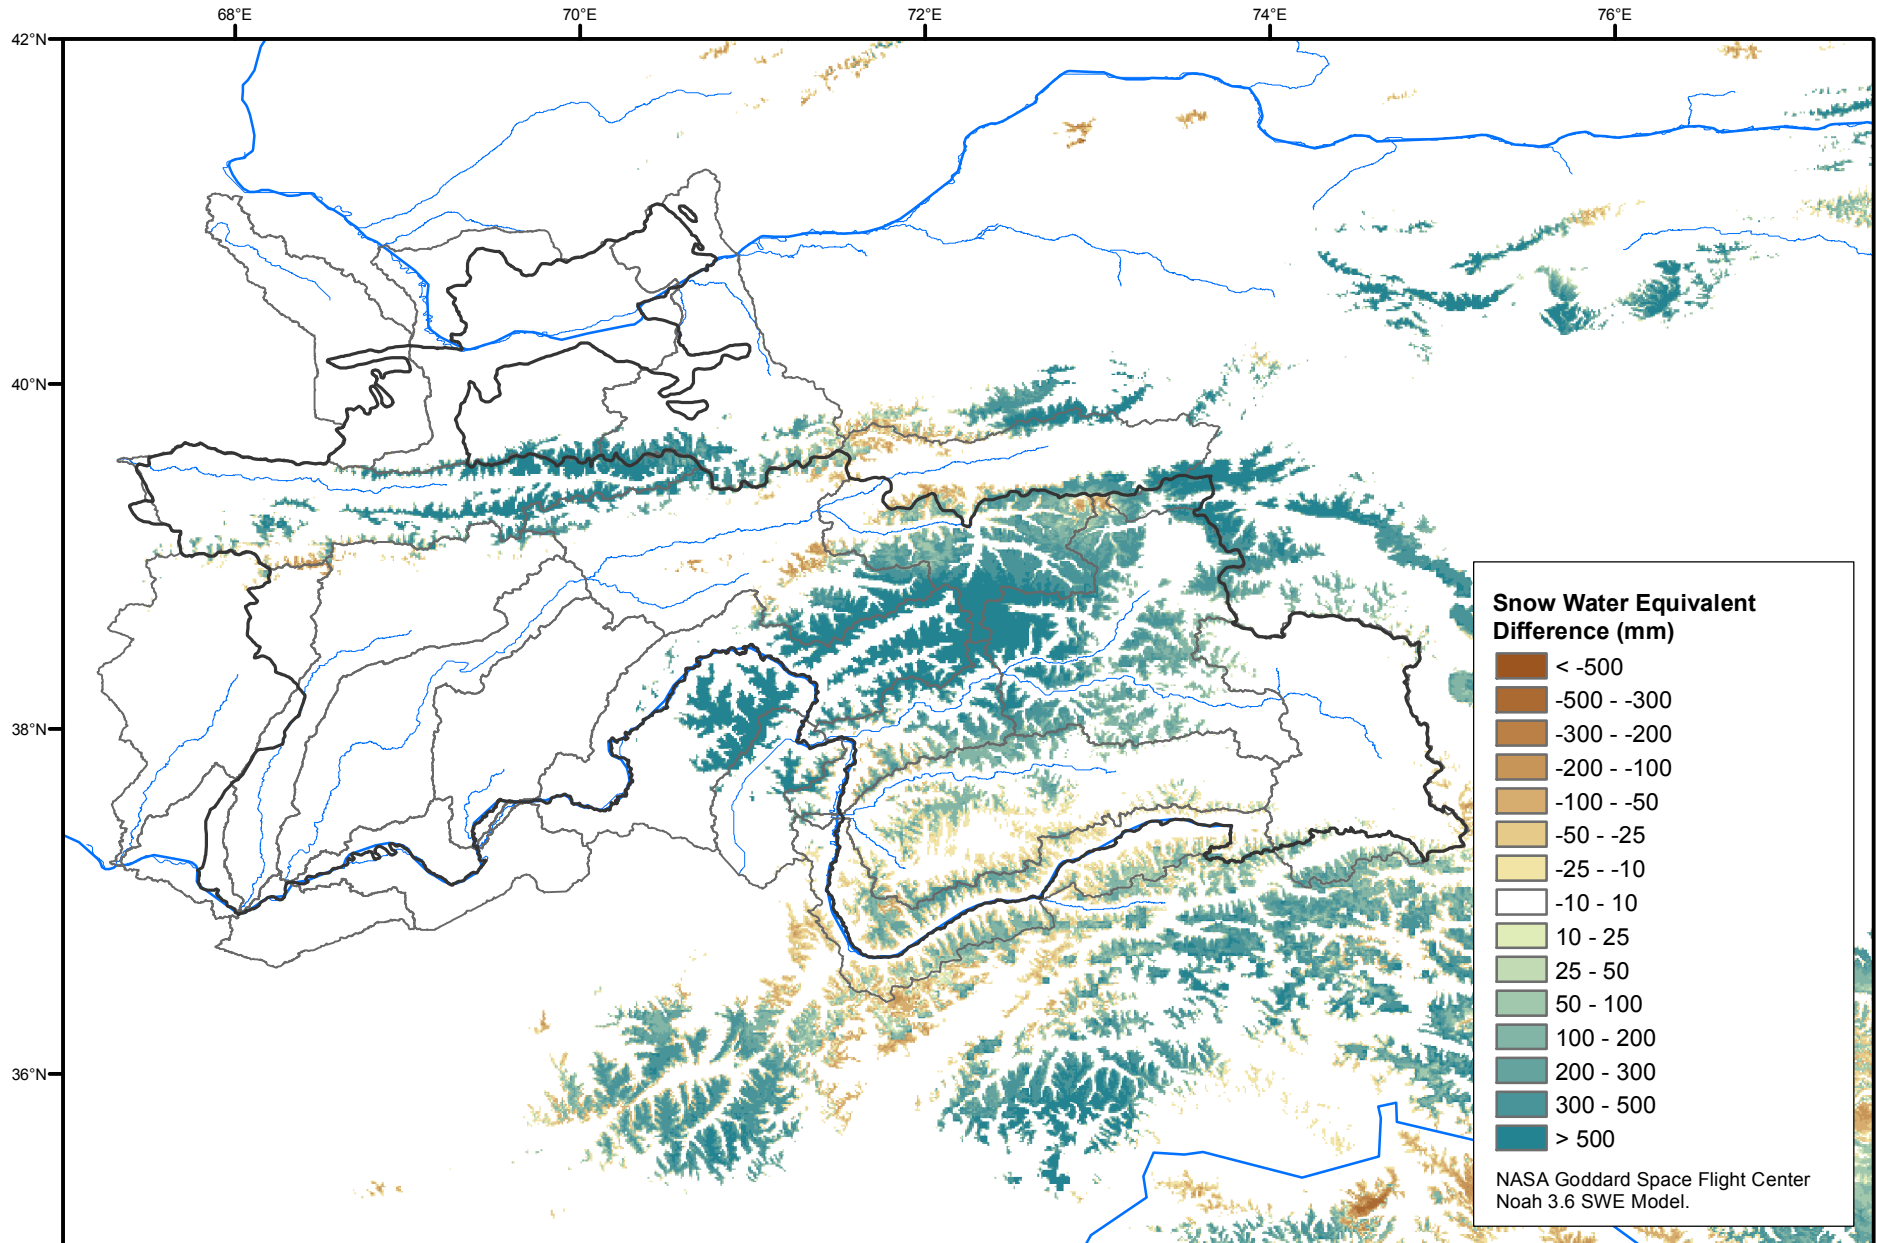 68°E 70°E 72°E 74°E 76°E
42°N
40°N
38°N
36°N
Snow Water Equivalent
Difference (mm)
< -500
-500 - -300
-300 - -200
-200 - -100
-100 - -50
-50 - -25
-25 - -10
-10 - 10
10 - 25
25 - 50
50 - 100
100 - 200
200 - 300
300 - 500
> 500
NASA Goddard Space Flight Center
Noah 3.6 SWE Model.